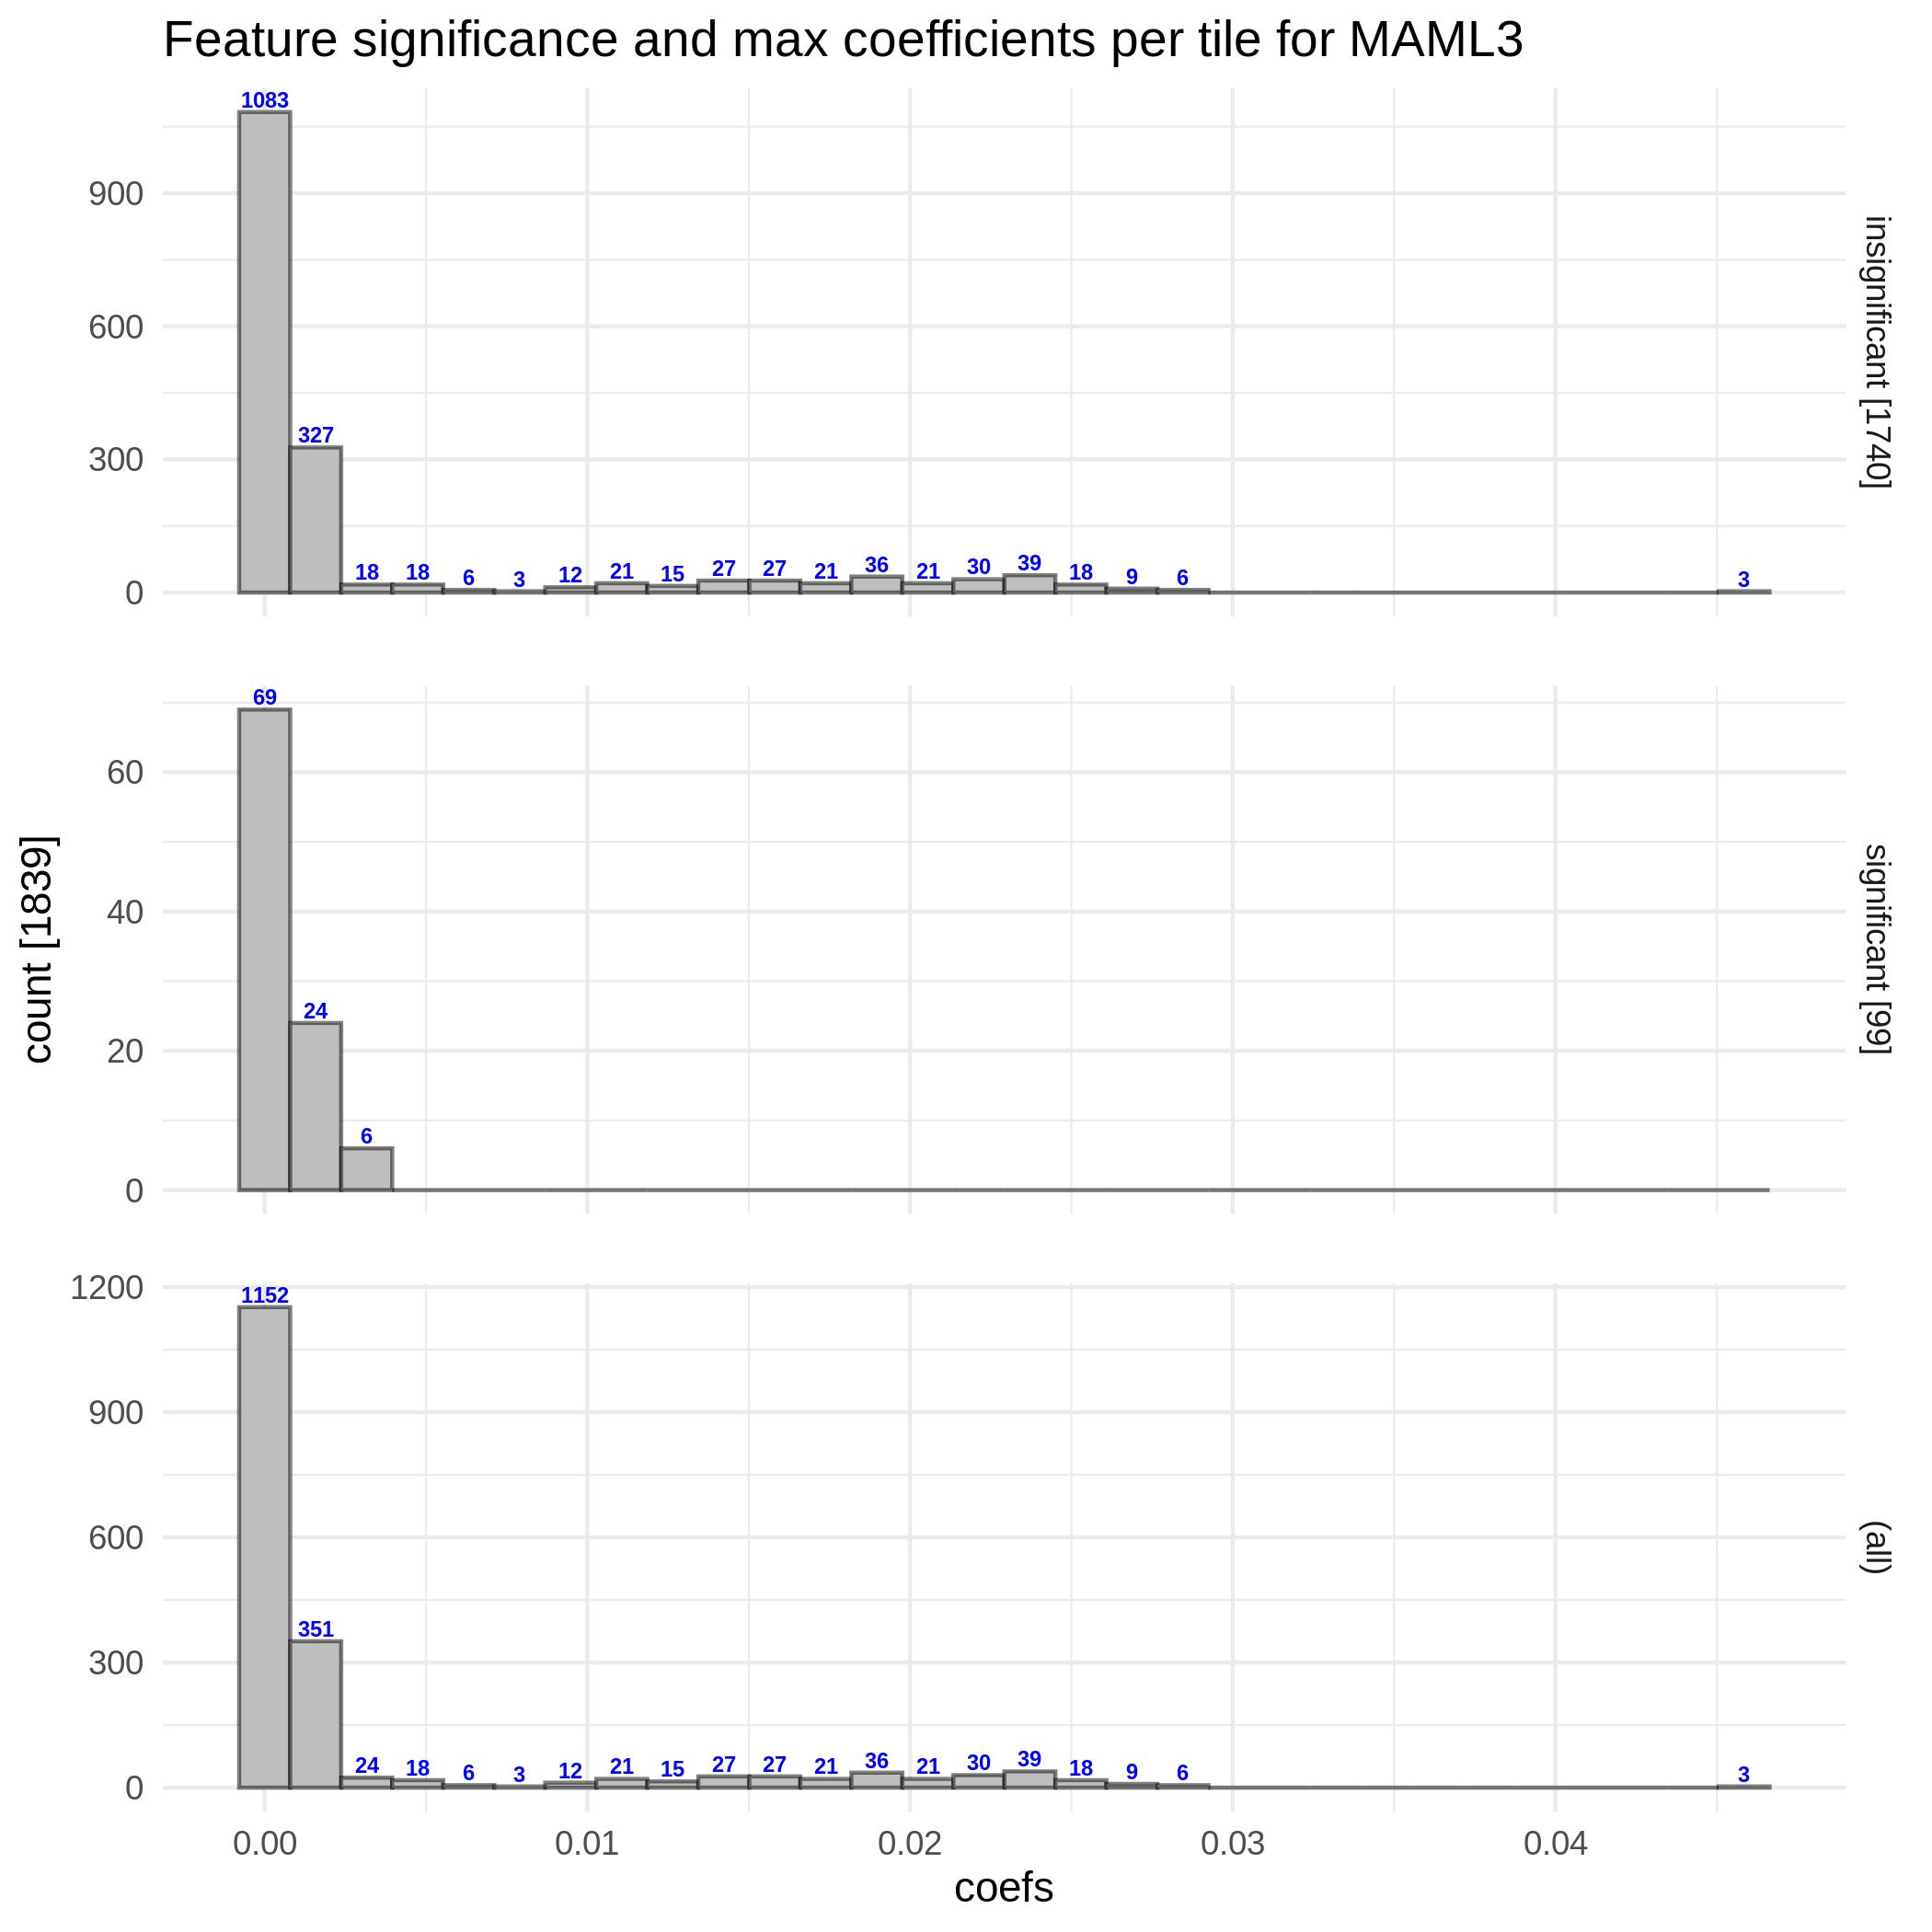 Feature significance and max coefficients per tile for MAML3
1083
327
18 18 6 3 12 21 15 27 27 21 36 21 30 39 18 9 6 3
900
600
300
0
insignificant [1740]
count [1839]
69
24
6
60
40
20
0
significant [99]
1152
351
24 18 6 3 12 21 15 27 27 21 36 21 30 39 18 9 6 3
1200
900
600
300
0
(all)
0.00 0.01 0.02 0.03 0.04
coefs